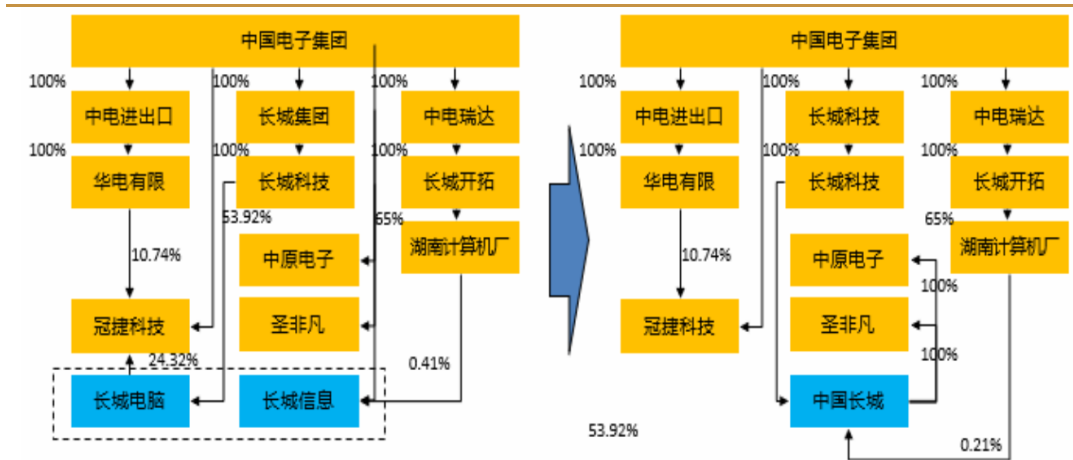 中国电子集团
100%
100%
100%
中电进出口
长城集团
中电瑞达
100%
100%
100%
华电有限
长城科技
长城开拓
53.92%
65%
10.74%
中原电子
湖南计算机厂
冠捷科技
圣非凡
24.32%
0.41%
长城电脑
长城信息
中国电子集团
100%
100%
100%
中电进出口
长城科技
中电瑞达
100%
100%
100%
华电有限
长城科技
长城开拓
65%
10.74%
中原电子
湖南计算机厂
100%
冠捷科技
圣非凡
100%
中国长城
53.92%
0.21%